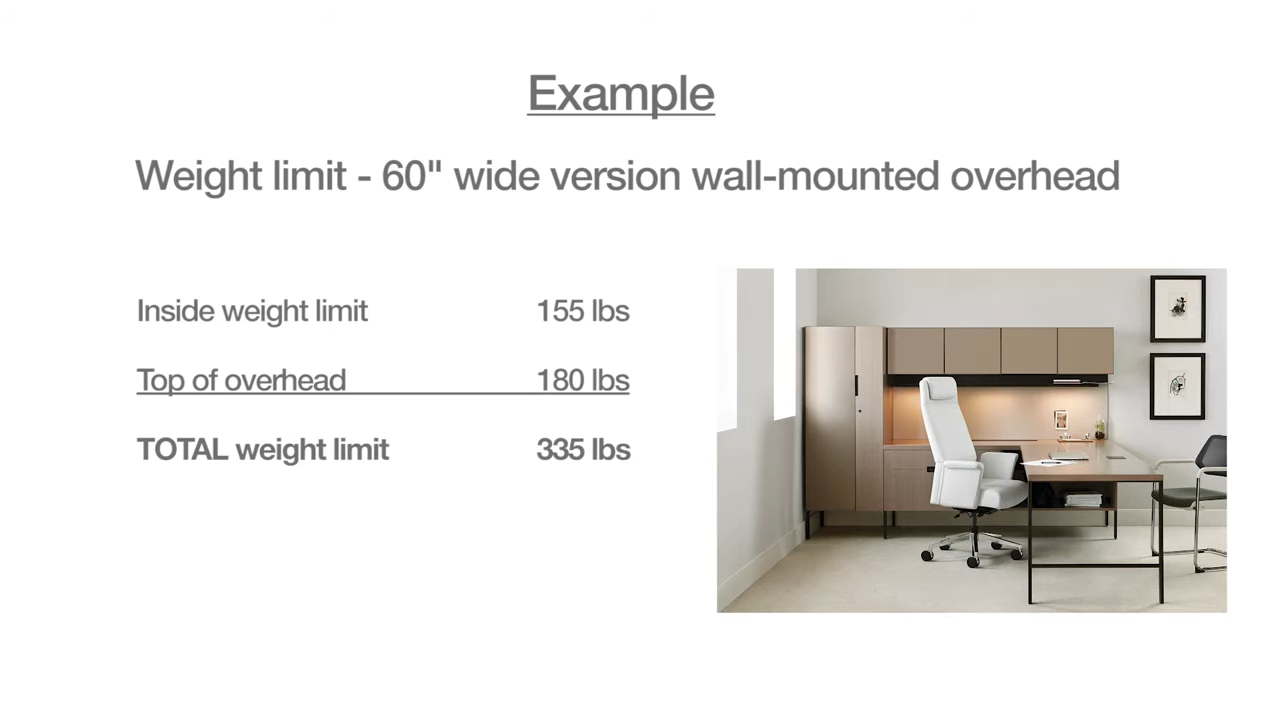 Example
Weight limit - 60" wide version wall-mounted overhead
Inside weight limit 155 lbs
Top of overhead 180 lbs
TOTAL weight limit 335 lbs